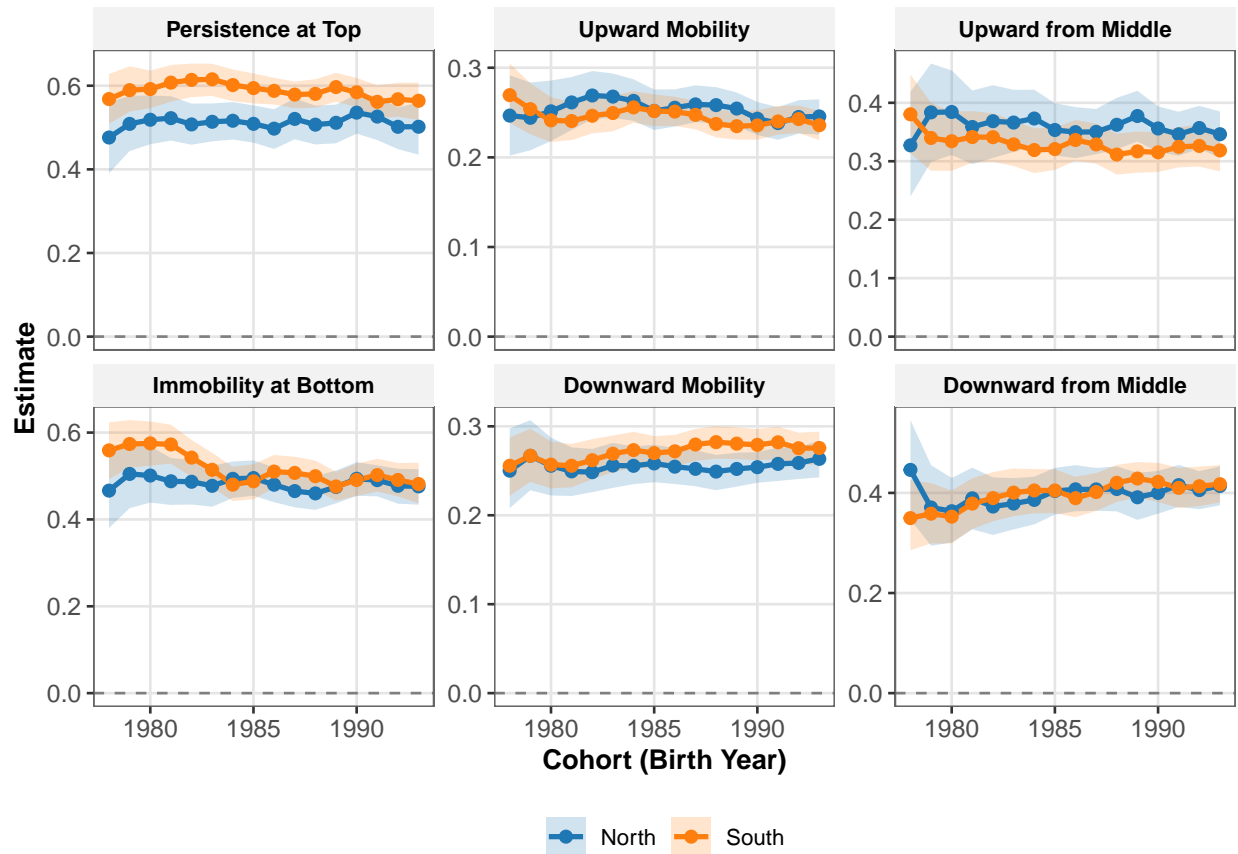 Persistence at Top
Upward Mobility
Upward from Middle
0.6
0.4
0.2
0.0
0.3
0.2
0.1
0.0
0.4
0.3
0.2
0.1
0.0
Estimate
Immobility at Bottom
Downward Mobility
Downward from Middle
0.6
0.4
0.2
0.0
0.3
0.2
0.1
0.0
0.4
0.2
0.0
1980 1985 1990
1980 1985 1990
1980 1985 1990
Cohort (Birth Year)
North South